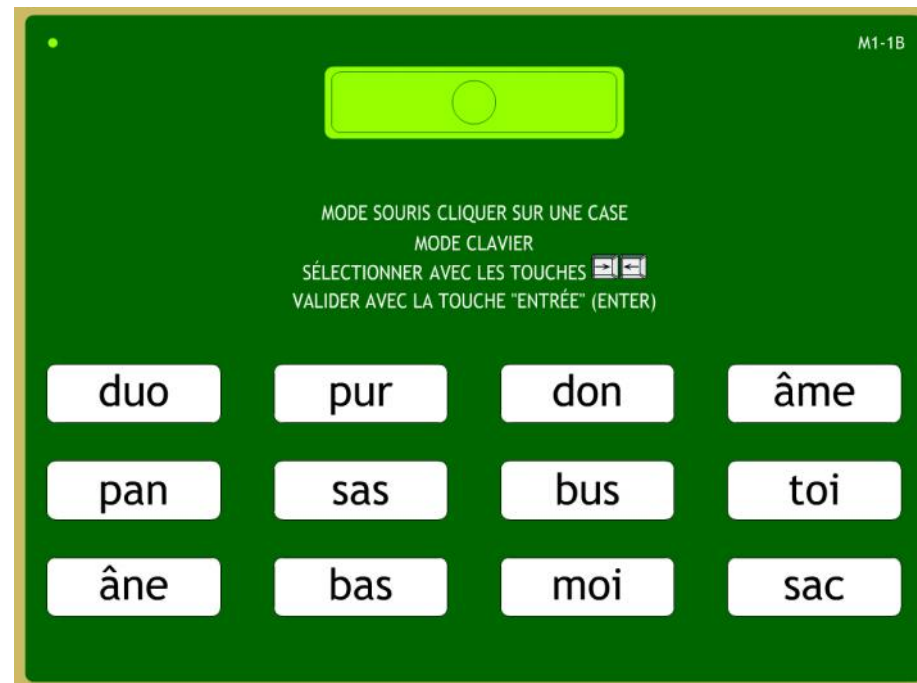 M1-1B
MODE SOURIS CLIQUER SUR UNE CASE
MODE CLAVIER
SÉLECTIONNER AVEC LES TOUCHES
VALIDER AVEC LA TOUCHE "ENTRÉE" (ENTER)
duo pur don âme
pan sas bus toi
âne bas moi sac